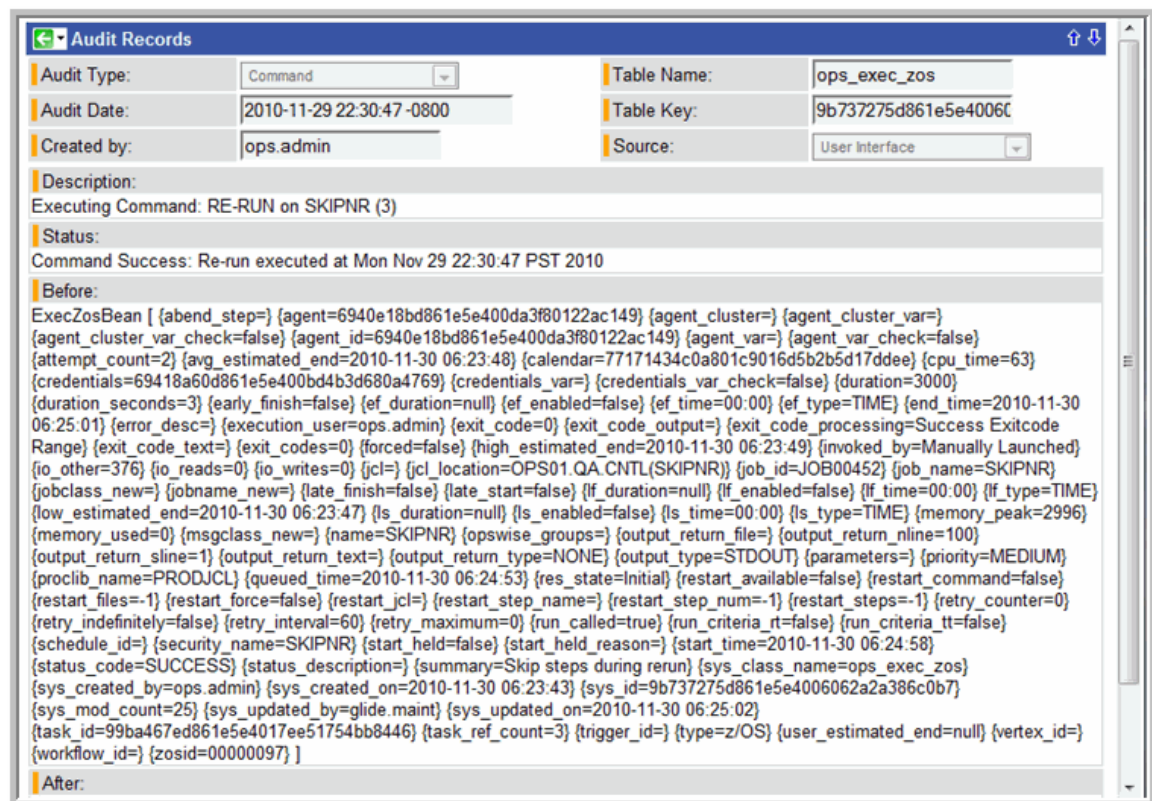 Audit Records
Audit Type: Command Table Name: ops_exec_zos
Audit Date: 2010-11-29 22:30:47 -0800 Table Key: 9b737275d861e5e40060
Created by: ops.admin Source: User Interface
Description:
Executing Command: RE-RUN on SKIPNR (3)
Status:
Command Success: Re-run executed at Mon Nov 29 22:30:47 PST 2010
Before:
ExecZosBean [ {abend_step=} {agent=6940e18bd861e5e400da3f80122ac149} {agent_cluster=} {agent_cluster_var=}
{agent_cluster_var_check=false} {agent_id=6940e18bd861e5e400da3f80122ac149} {agent_var=} {agent_var_check=false}
{attempt_count=2} {avg_estimated_end=2010-11-30 06:23:48} {calendar=77171434c0a801c9016d5b2b5d17ddee} {cpu_time=63}
{credentials=69418a60d861e5e400bd4b3d680a4769} {credentials_var=} {credentials_var_check=false} {duration=3000}
{duration_seconds=3} {early_finish=false} {ef_duration=null} {ef_enabled=false} {ef_time=00:00} {ef_type=TIME} {end_time=2010-11-30
06:25:01} {error_desc=} {execution_user=ops.admin} {exit_code=0} {exit_code_output=} {exit_code_processing=Success Exitcode
Range} {exit_code_text=} {exit_codes=0} {forced=false} {high_estimated_end=2010-11-30 06:23:49} {invoked_by=Manually Launched}
{io_other=376} {io_reads=0} {io_writes=0} {jcl=} {jcl_location=OPS01.QA.CNTL(SKIPNR)} {job_id=JOB00452} {job_name=SKIPNR}
{jobclass_new=} {jobname_new=} {late_finish=false} {late_start=false} {lf_duration=null} {lf_enabled=false} {lf_time=00:00} {lf_type=TIME}
{low_estimated_end=2010-11-30 06:23:47} {ls_duration=null} {ls_enabled=false} {ls_time=00:00} {ls_type=TIME} {memory_peak=2996}
{memory_used=0} {msgclass_new=} {name=SKIPNR} {opswise_groups=} {output_return_file=} {output_return_nline=100}
{output_return_sline=1} {output_return_text=} {output_return_type=NONE} {output_type=STDOUT} {parameters=} {priority=MEDIUM}
{proclib_name=PRODJCL} {queued_time=2010-11-30 06:24:53} {res_state=Initial} {restart_available=false} {restart_command=false}
{restart_files=-1} {restart_force=false} {restart_jcl=} {restart_step_name=} {restart_step_num=-1} {restart_steps=-1} {retry_counter=0}
{retry_indefinitely=false} {retry_interval=60} {retry_maximum=0} {run_called=true} {run_criteria_rt=false} {run_criteria_tt=false}
{schedule_id=} {security_name=SKIPNR} {start_held=false} {start_held_reason=} {start_time=2010-11-30 06:24:58}
{status_code=SUCCESS} {status_description=} {summary=Skip steps during rerun} {sys_class_name=ops_exec_zos}
{sys_created_by=ops.admin} {sys_created_on=2010-11-30 06:23:43} {sys_id=9b737275d861e5e4006062a2a386c0b7}
{sys_mod_count=25} {sys_updated_by=glide.maint} {sys_updated_on=2010-11-30 06:25:02}
{task_id=99ba467ed861e5e4017ee51754bb8446} {task_ref_count=3} {trigger_id=} {type=z/OS} {user_estimated_end=null} {vertex_id=}
{workflow_id=} {zosid=00000097} ]
After: